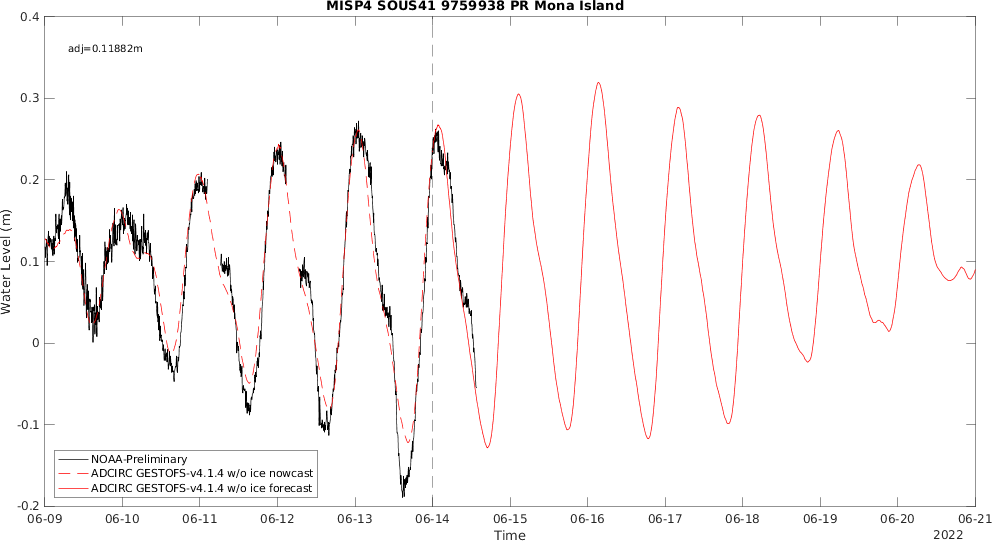 MISP4 SOUS41 9759938 PR Mona Island
adj=0.11882m
0.4
0.3
0.2
0.1
0
-0.1
-0.2
Water Level (m)
NOAA-Preliminary
ADCIRC GESTOFS-v4.1.4 w/o ice nowcast
ADCIRC GESTOFS-v4.1.4 w/o ice forecast
06-09 06-10 06-11 06-12 06-13 06-14 06-15 06-16 06-17 06-18 06-19 06-20 06-21
Time
2022